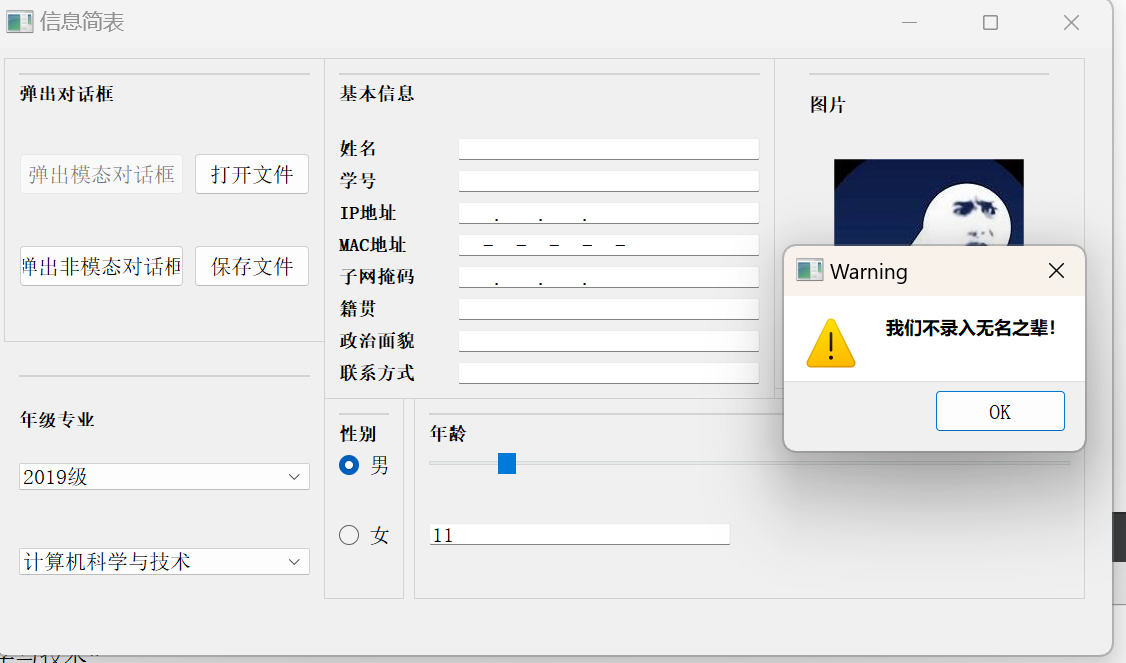 信息简表
弹出对话框
弹出模态对话框
打开文件
弹出非模态对话框
保存文件
年级专业
2019级
计算机科学与技术
基本信息
姓名
学号
IP地址
. . .
MAC地址
- - - - -
子网掩码
. . .
籍贯
政治面貌
联系方式
性别
男
女
年龄
11
图片
Warning
我们不录入无名之辈!
OK